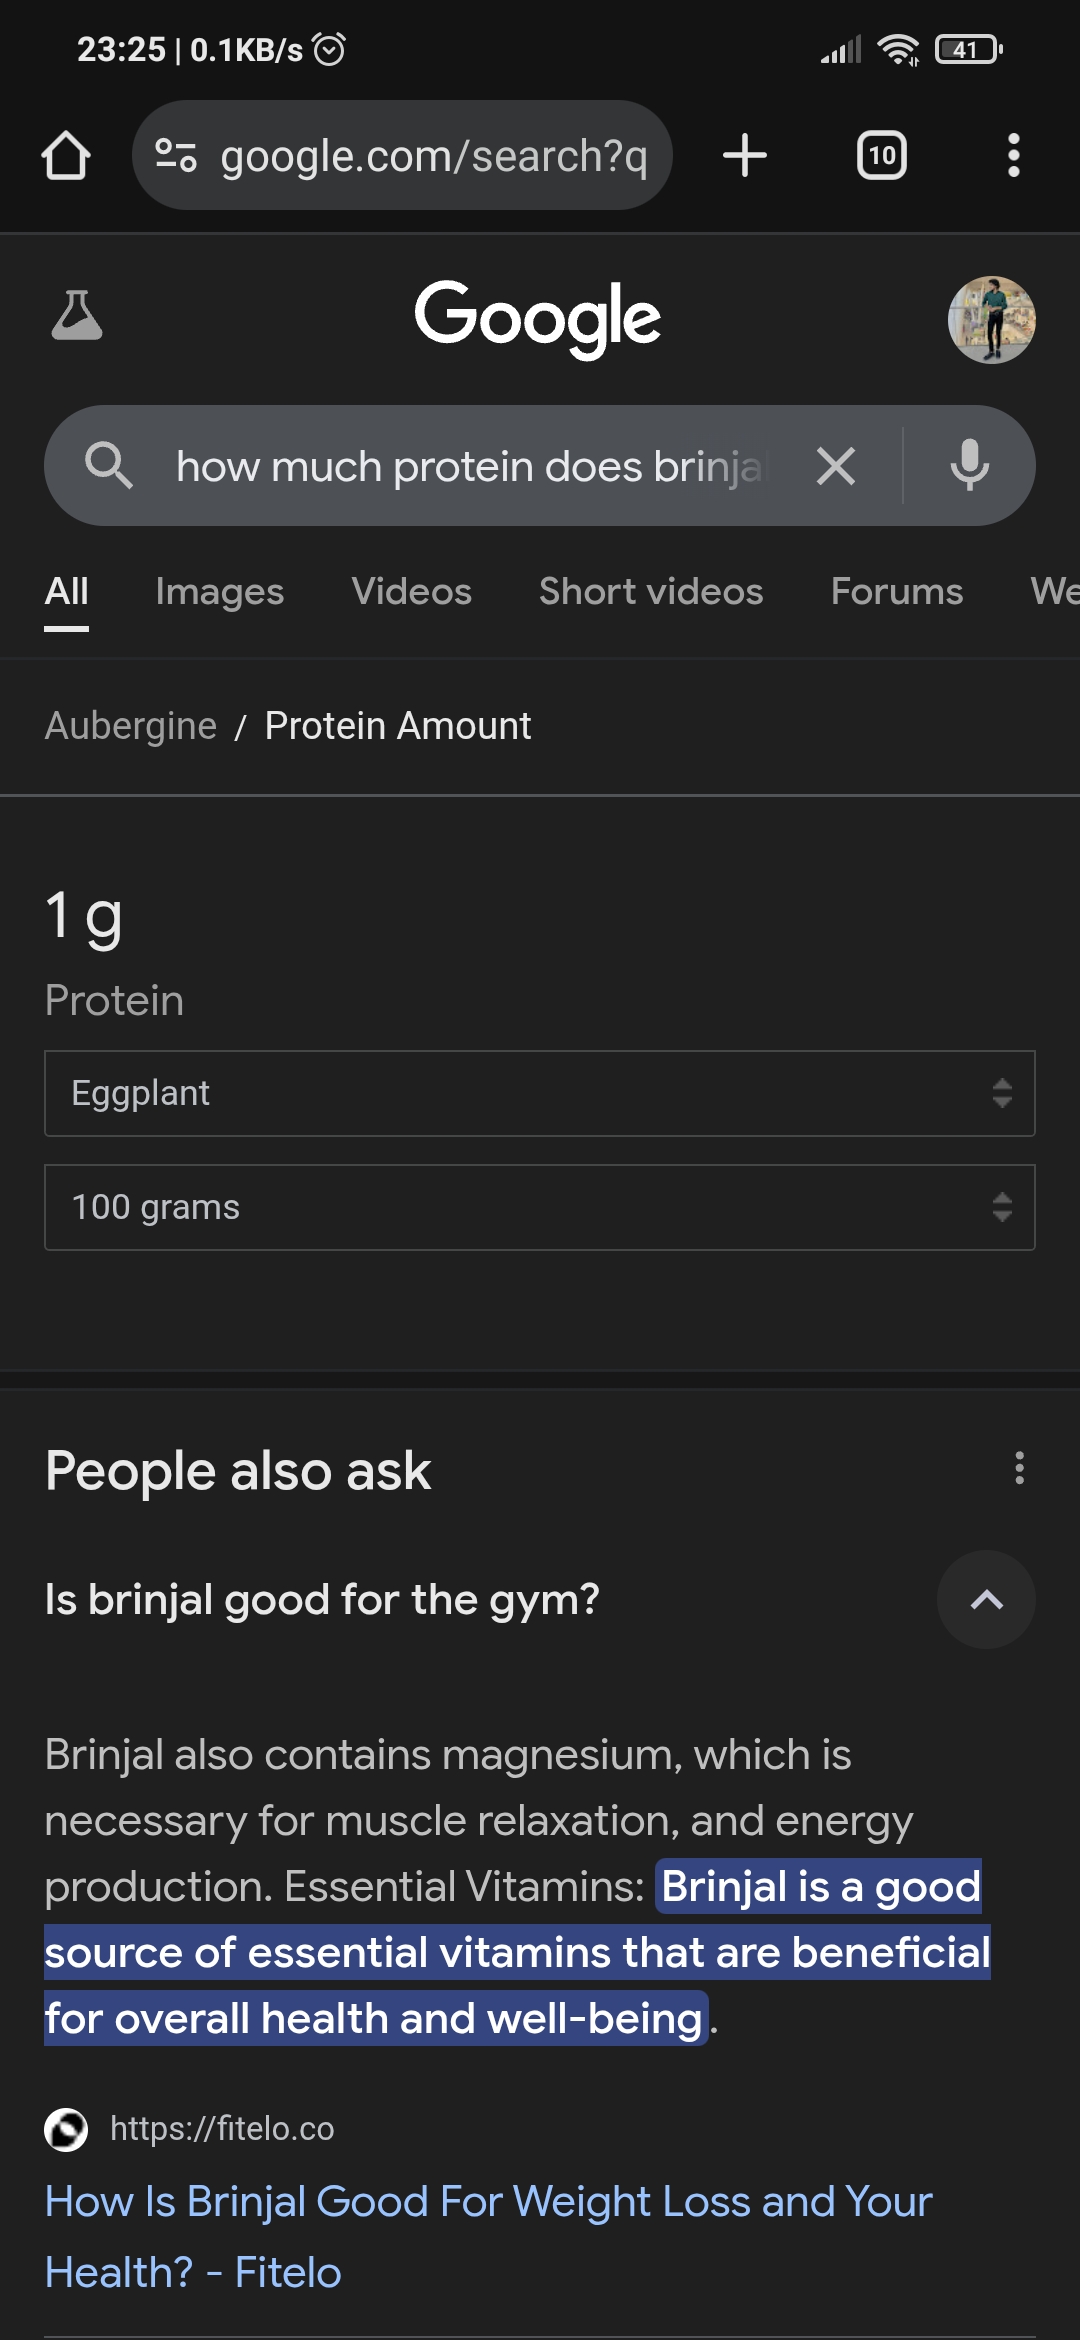 23:25 | 0.1KB/s
41
google.com/search?q
10
Google
how much protein does brinjal
All Images Videos Short videos Forums We
Aubergine / Protein Amount
1 g
Protein
Eggplant
100 grams
People also ask
Is brinjal good for the gym?
Brinjal also contains magnesium, which is
necessary for muscle relaxation, and energy
production. Essential Vitamins: Brinjal is a good
source of essential vitamins that are beneficial
for overall health and well-being.
https://fitelo.co
How Is Brinjal Good For Weight Loss and Your
Health? - Fitelo